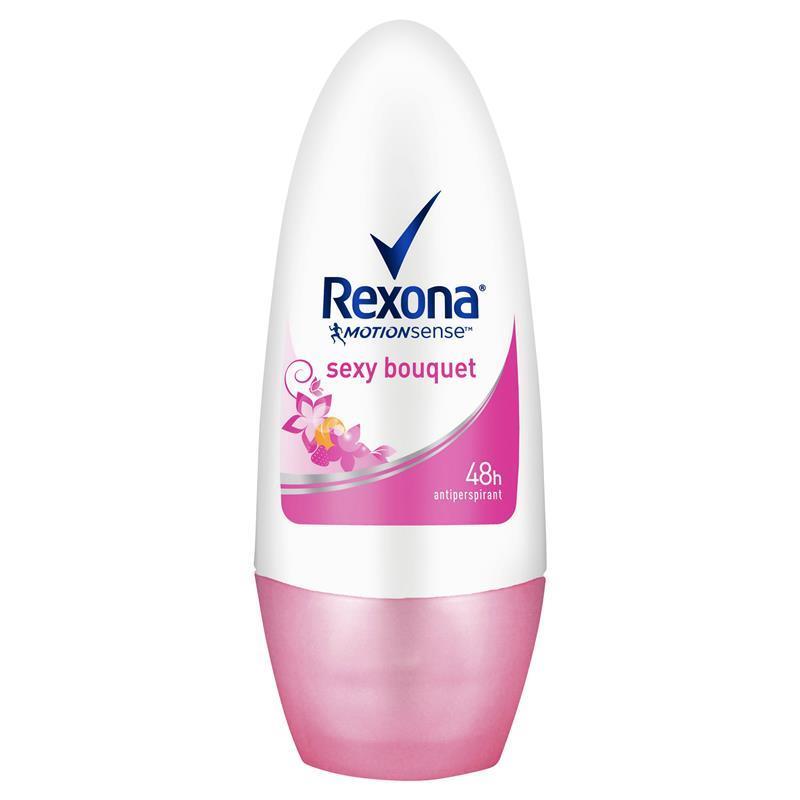 Rexona®
MOTIONsense™
sexy bouquet
48h
antiperspirant